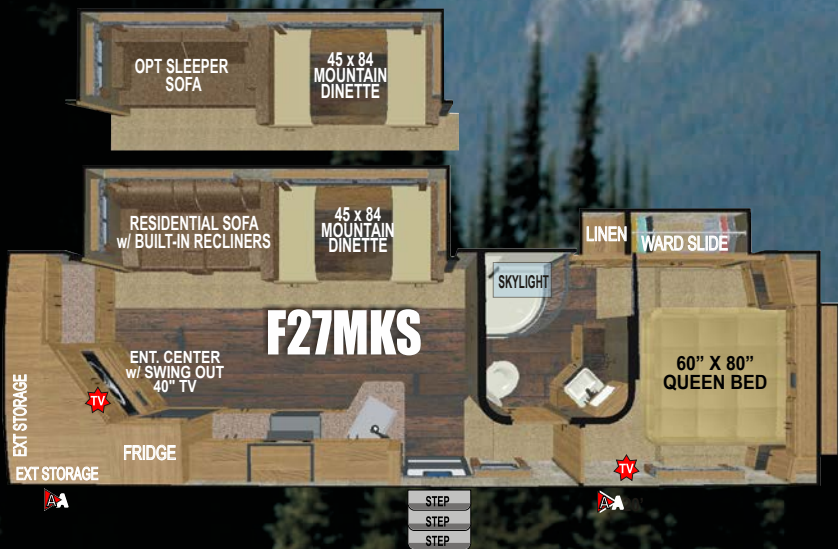 OPT SLEEPER
SOFA
45 x 84
MOUNTAIN
DINETTE
RESIDENTIAL SOFA
w/ BUILT-IN RECLINERS
45 x 84
MOUNTAIN
DINETTE
LINEN
WARD SLIDE
SKYLIGHT
F27MKS
ENT. CENTER
w/ SWING OUT
40" TV
TV
60” X 80”
QUEEN BED
EXT STORAGE
FRIDGE
EXT STORAGE
TV
A
A
STEP
STEP
STEP